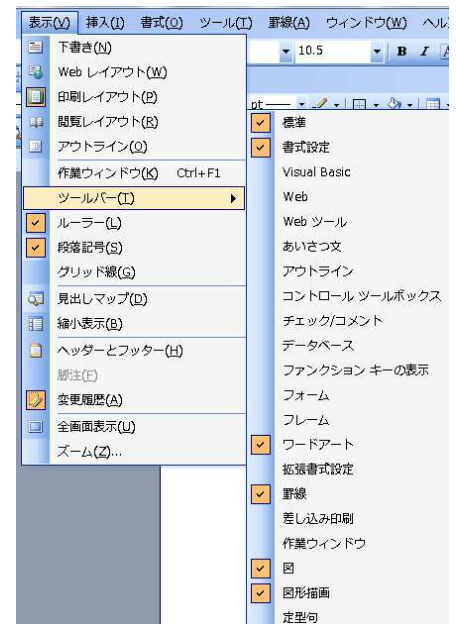 表示(V) 挿入(I) 書式(O) ツール(T) 罫線(A) ウィンドウ(W) ヘル
10.5 B I A
下書き(N)
Web レイアウト(W)
印刷レイアウト(P)
閲覧レイアウト(R)
アウトライン(O)
作業ウィンドウ(K) Ctrl+F1
ツールバー(T)
ルーラー(L)
段落記号(S)
グリッド線(G)
見出しマップ(D)
縮小表示(B)
ヘッダーとフッター(H)
脚注(F)
変更履歴(A)
全画面表示(U)
ズーム(Z)...
pt
標準
書式設定
Visual Basic
Web
Web ツール
あいさつ文
アウトライン
コントロール ツールボックス
チェック/コメント
データベース
ファンクション キーの表示
フォーム
フレーム
ワードアート
拡張書式設定
罫線
差し込み印刷
作業ウィンドウ
図
図形描画
定型句